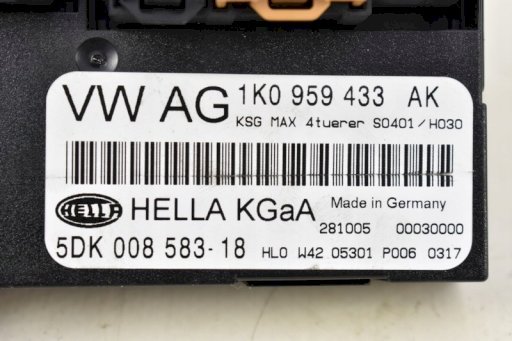 VW AG 1K0 959 433 AK
KSG MAX 4tuerer S0401/H030
HELLA HELLA KGaA Made in Germany
281005 00030000
5DK 008 583-18 HL0 W42 05301 P006 0317